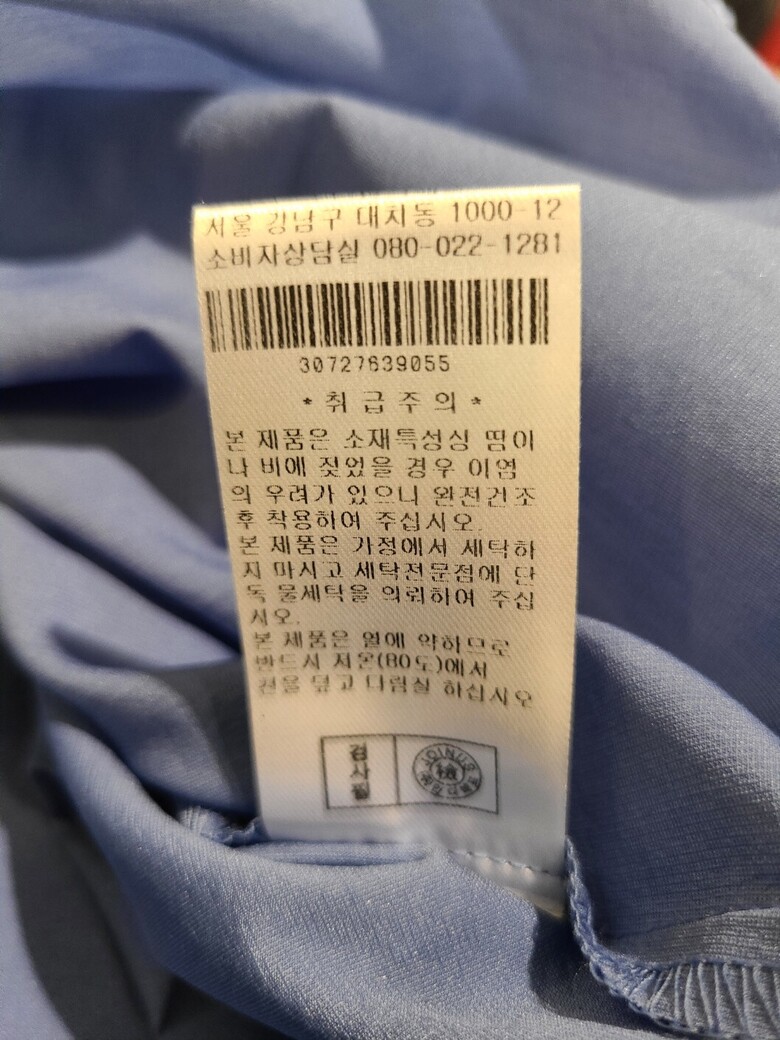 서울 강남구 대치동 1000-12
소비자상담실 080-022-1281
30727639055
*취급주의*
본 제품은 소재특성상 땀이
나 비에 젖었을 경우 이염
의 우려가 있으니 완전건조
후 착용하여 주십시오.
본 제품은 가정에서 세탁하
지 마시고 세탁전문점에 단
독 물세탁을 의뢰하여 주십
시오.
본 제품은 열에 약하므로
반드시 저온(80도)에서
천을 덮고 다림질 하십시오
검사필
JOINUS